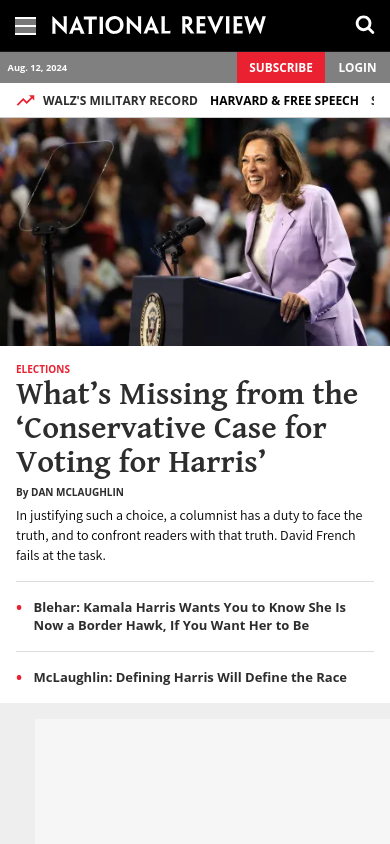 NATIONAL REVIEW
Aug. 12, 2024
SUBSCRIBE
LOGIN
WALZ'S MILITARY RECORD HARVARD & FREE SPEECH
ELECTIONS
What's Missing from the
‘Conservative Case for
Voting for Harris’
By DAN MCLAUGHLIN
In justifying such a choice, a columnist has a duty to face the
truth, and to confront readers with that truth. David French
fails at the task.
• Blehar: Kamala Harris Wants You to Know She Is
Now a Border Hawk, If You Want Her to Be
• McLaughlin: Defining Harris Will Define the Race